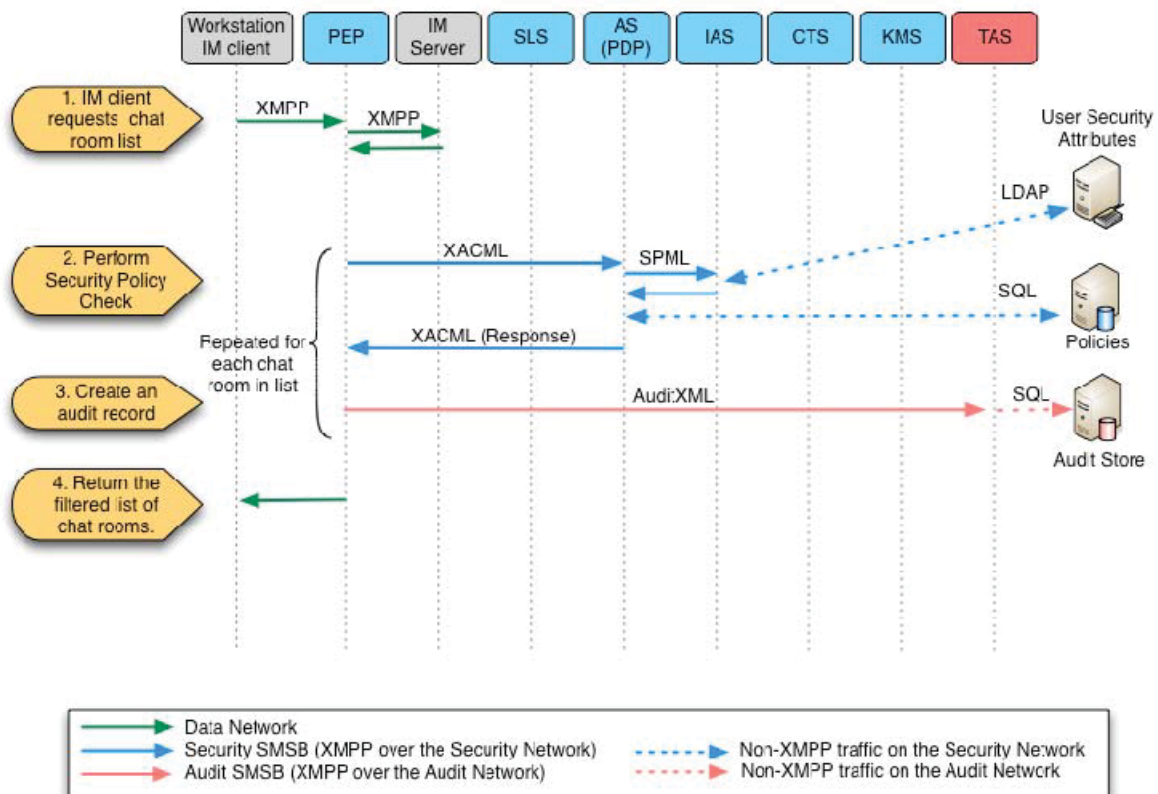 Workstation
IM client
PEP
IM
Server
SLS
AS
(PDP)
IAS
CTS
KMS
TAS
1. IM client
requests chat
room list
XMPP
XMPP
User Security
Attributes
LDAP
2. Perform
Security Policy
Check
XACML
SPML
SQL
Policies
Repeated for
each chat
room in list
XACML (Response)
3. Create an
audit record
AuditXML
SQL
Audit Store
4. Return the
filtered list of
chat rooms.
Data Network
Security SMSB (XMPP over the Security Network)
Non-XMPP traffic on the Security Network
Audit SMSB (XMPP over the Audit Network)
Non-XMPP traffic on the Audit Network